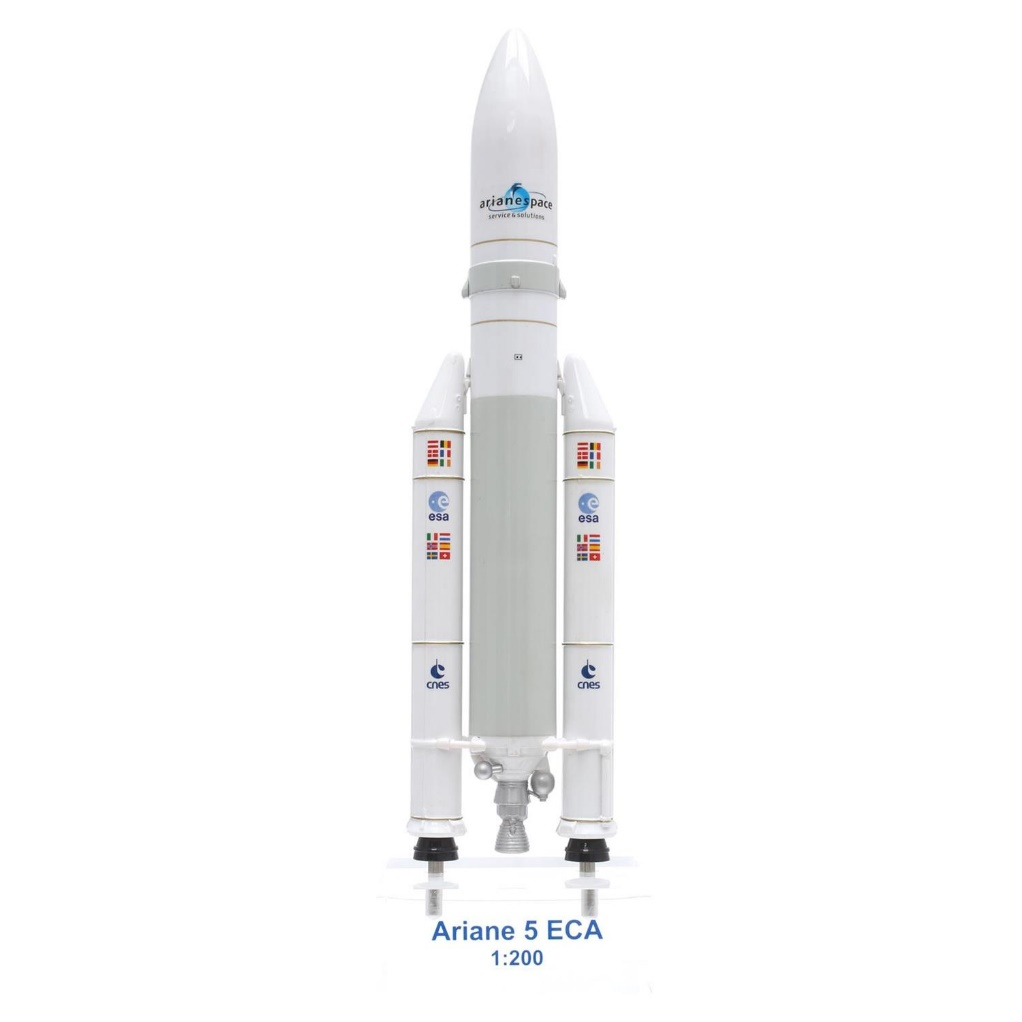 arianespace
service & solutions
esa
esa
cnes
cnes
Ariane 5 ECA
1:200